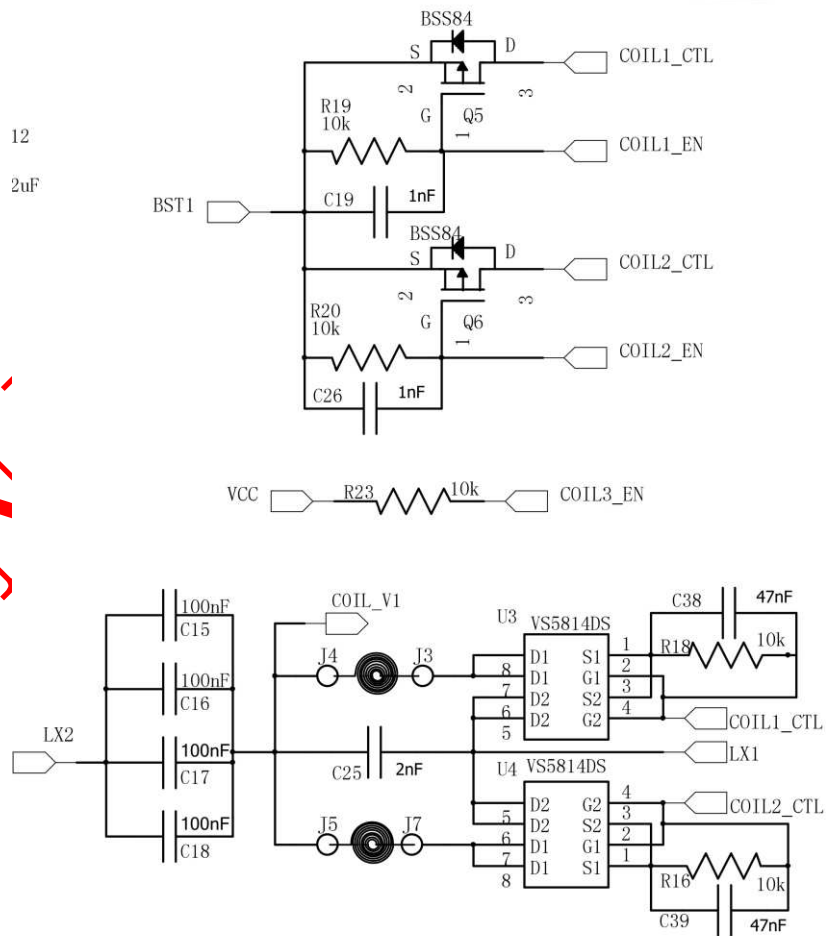 BSS84
S D COIL1_CTL
2 3
R19
10k
G Q5
1
12
COIL1_EN
2uF
C19 1nF
BST1
BSS84
S D COIL2_CTL
2 3
R20
10k
G Q6
1
COIL2_EN
C26 1nF
VCC R23 10k COIL3_EN
100nF
C15
COIL_V1
U3 VS5814DS
C38 47nF
J4 J3
D1 S1 1
R18 10k
8 D1 G1 2
7 D2 S2 3
6 D2 G2 4
5
COIL1_CTL
100nF
C16
LX2
100nF
C17
C25 2nF
LX1
U4 VS5814DS
D2 G2 4
COIL2_CTL
5 D2 S2 3
6 D1 G1 2
7 D1 S1 1
8
100nF
C18
J5 J7
R16 10k
C39 47nF